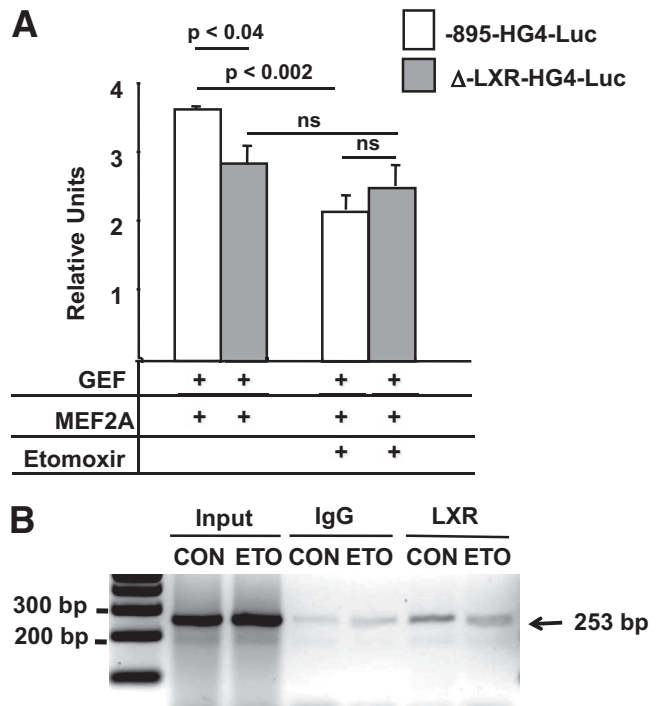 A
p < 0.04
-895-HG4-Luc
p < 0.002
Δ-LXR-HG4-Luc
ns
ns
4
3
2
1
Relative Units
GEF + + + +
MEF2A + + + +
Etomoxir + +
B
Input IgG LXR
CON ETO CON ETO CON ETO
300 bp
200 bp
253 bp